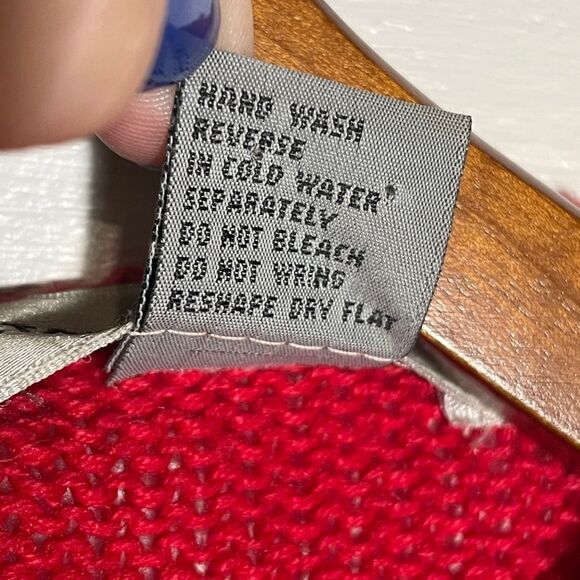 HAND WASH
REVERSE
IN COLD WATER
SEPARATELY
DO NOT BLEACH
DO NOT WRING
RESHAPE DRY FLAT